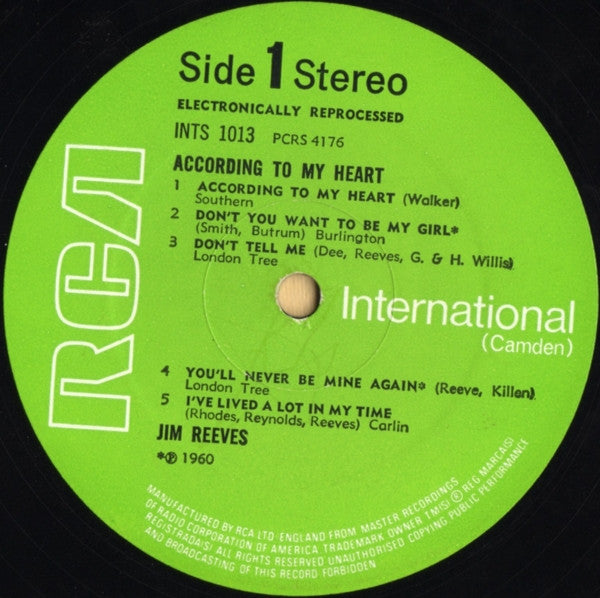 Side 1 Stereo
ELECTRONICALLY REPROCESSED
INTS 1013 PCRS 4176
ACCORDING TO MY HEART
1 ACCORDING TO MY HEART (Walker)
Southern
2 DON'T YOU WANT TO BE MY GIRL*
(Smith, Butrum) Burlington
3 DON'T TELL ME (Dee, Reeves, G. & H. Willis)
London Tree
RCA
International
(Camden)
4 YOU'LL NEVER BE MINE AGAIN* (Reeve, Killen)
London Tree
5 I'VE LIVED A LOT IN MY TIME
(Rhodes, Reynolds, Reeves) Carlin
JIM REEVES
*℗ 1960
MANUFACTURED BY RCA LTD ENGLAND FROM MASTER RECORDINGS
OF RADIO CORPORATION OF AMERICA TRADEMARK OWNER TM(S) ® REG MARCA(S)
REGISTRADA(S) ALL RIGHTS RESERVED UNAUTHORISED COPYING PUBLIC PERFORMANCE
AND BROADCASTING OF THIS RECORD FORBIDDEN